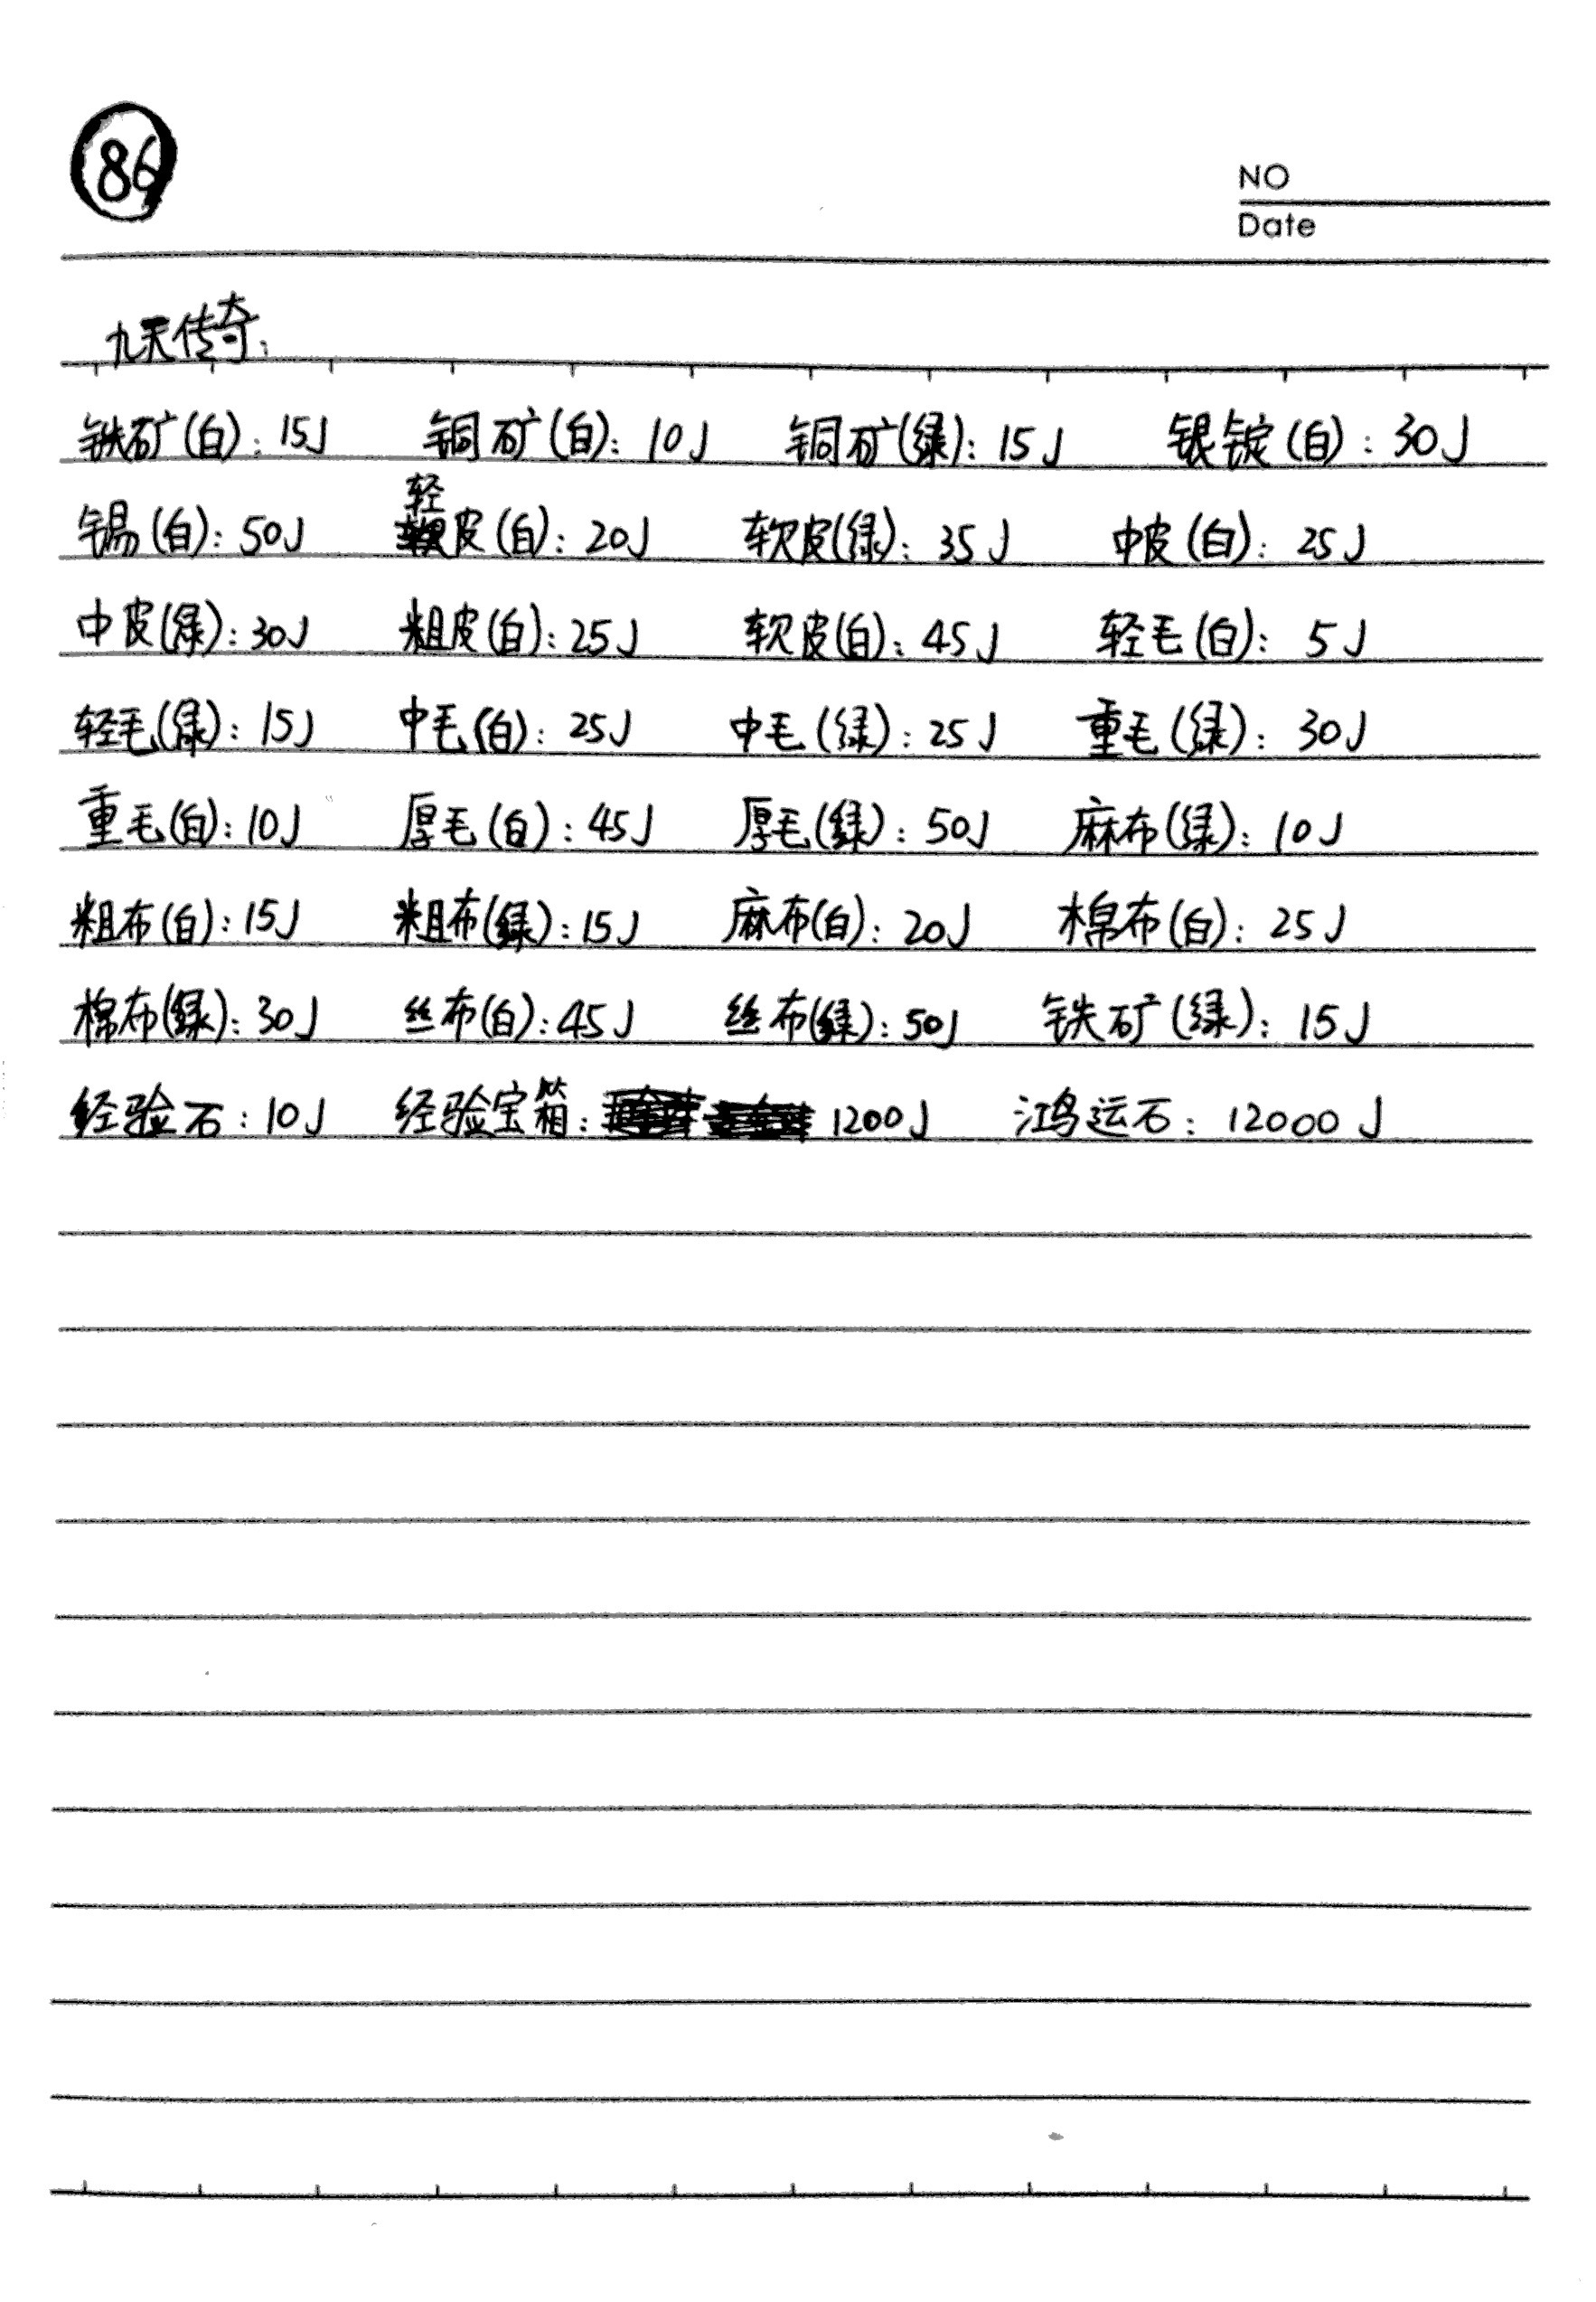 86
NO
Date
九天传奇:
铁矿(白): 15J 铜矿(白): 10J 铜矿(绿): 15J 银锭(白): 30J
锡(白): 50J 轻皮(白): 20J 软皮(绿): 35J 中皮(白): 25J
中皮(绿): 30J 粗皮(白): 25J 软皮(白): 45J 轻毛(白): 5J
轻毛(绿): 15J 中毛(白): 25J 中毛(绿): 25J 重毛(绿): 30J
重毛(白): 10J 厚毛(白): 45J 厚毛(绿): 50J 麻布(绿): 10J
粗布(白): 15J 粗布(绿): 15J 麻布(白): 20J 棉布(白): 25J
棉布(绿): 30J 丝布(白): 45J 丝布(绿): 50J 铁矿(绿): 15J
经验石: 10J 经验宝箱: 1200J 鸿运石: 12000J